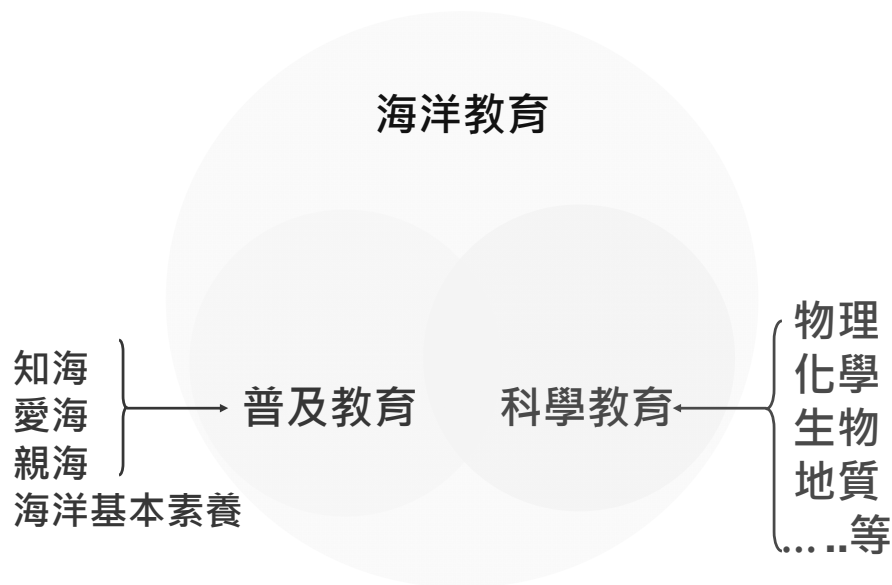 海洋教育
知海
愛海
親海
海洋基本素養
普及教育
科學教育
物理
化學
生物
地質
.... ..等